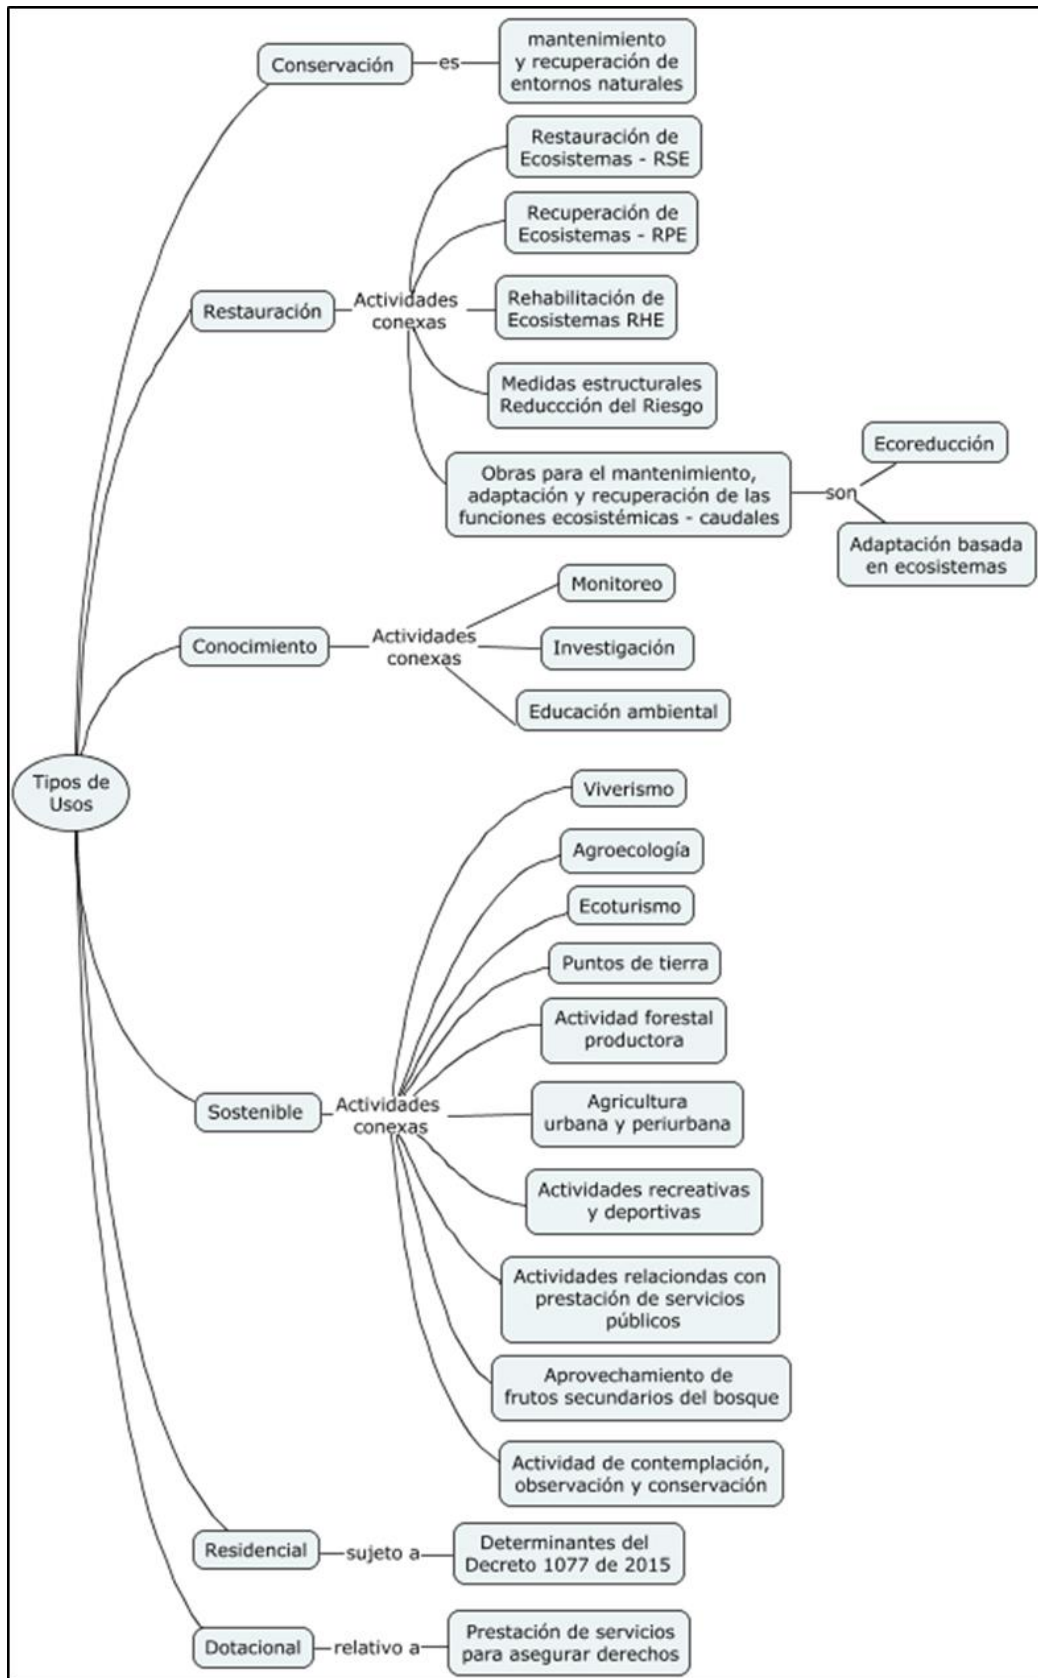 Conservación
es
mantenimiento
y recuperación de
entornos naturales
Restauración de
Ecosistemas - RSE
Recuperación de
Ecosistemas - RPE
Restauración
Actividades
conexas
Rehabilitación de
Ecosistemas RHE
Medidas estructurales
Reduccción del Riesgo
Obras para el mantenimiento,
adaptación y recuperación de las
funciones ecosistémicas - caudales
son
Ecoreducción
Adaptación basada
en ecosistemas
Conocimiento
Actividades
conexas
Monitoreo
Investigación
Educación ambiental
Tipos de
Usos
Viverismo
Agroecología
Ecoturismo
Puntos de tierra
Actividad forestal
productora
Sostenible
Actividades
conexas
Agricultura
urbana y periurbana
Actividades recreativas
y deportivas
Actividades relaciondas con
prestación de servicios
públicos
Aprovechamiento de
frutos secundarios del bosque
Actividad de contemplación,
observación y conservación
Residencial
sujeto a
Determinantes del
Decreto 1077 de 2015
Dotacional
relativo a
Prestación de servicios
para asegurar derechos